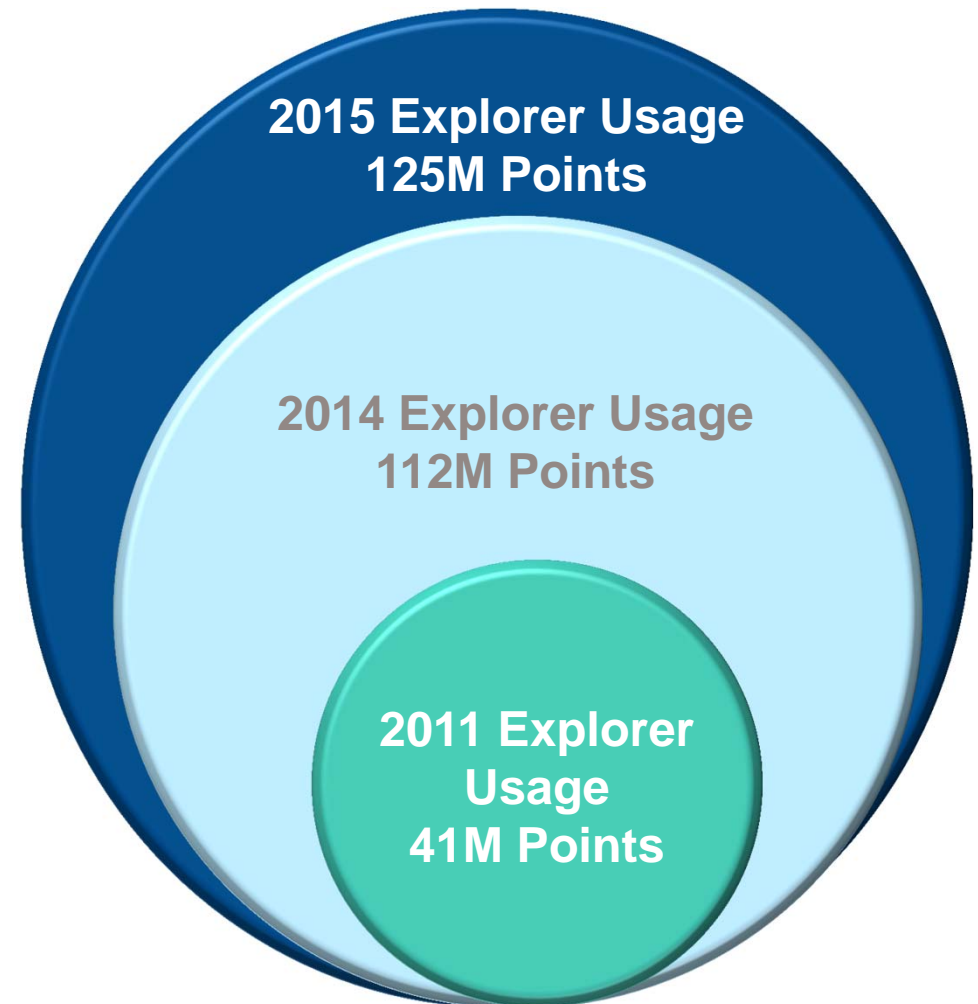 2015 Explorer Usage
125M Points
2014 Explorer Usage
112M Points
2011 Explorer
Usage
41M Points